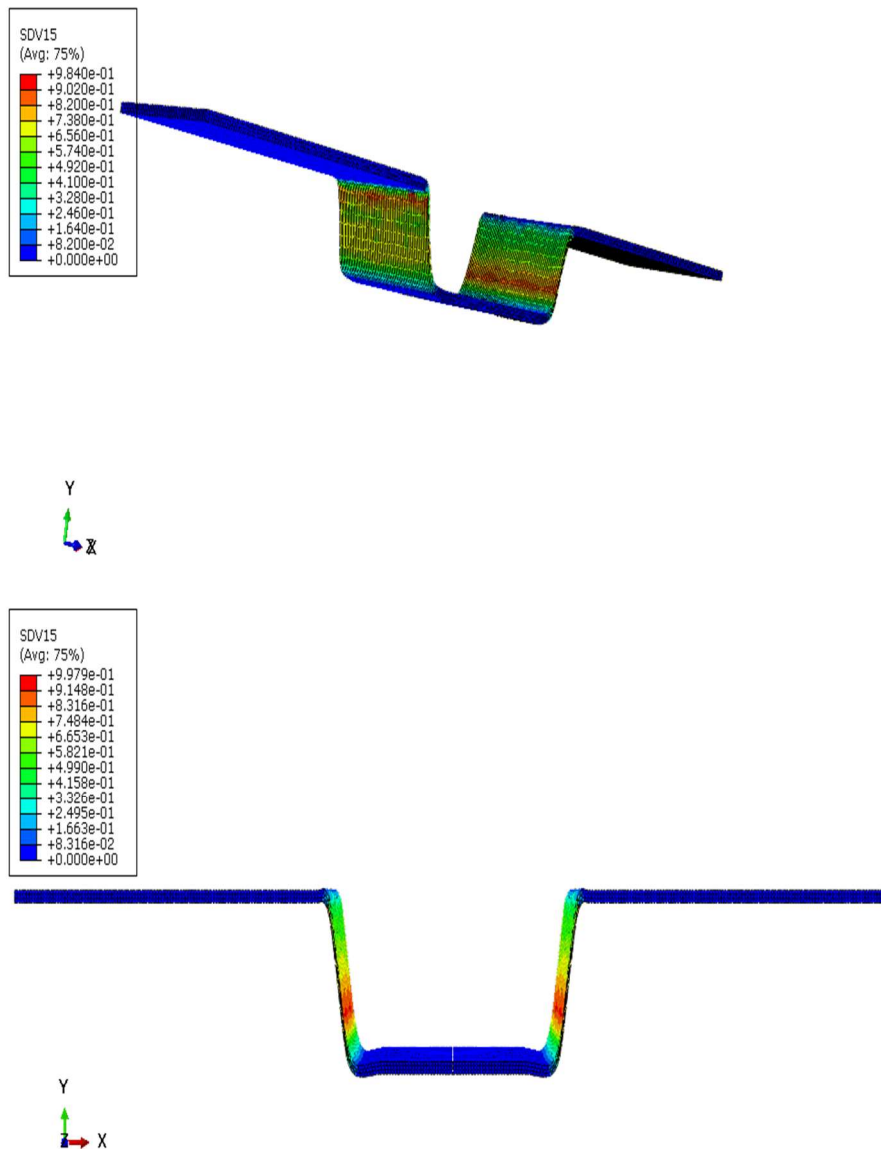 SDV15
(Avg: 75%)
+9.840e-01
+9.020e-01
+8.200e-01
+7.380e-01
+6.560e-01
+5.740e-01
+4.920e-01
+4.100e-01
+3.280e-01
+2.460e-01
+1.640e-01
+8.200e-02
+0.000e+00
Y
X
SDV15
(Avg: 75%)
+9.979e-01
+9.148e-01
+8.316e-01
+7.484e-01
+6.653e-01
+5.821e-01
+4.990e-01
+4.158e-01
+3.326e-01
+2.495e-01
+1.663e-01
+8.316e-02
+0.000e+00
Y
Z X